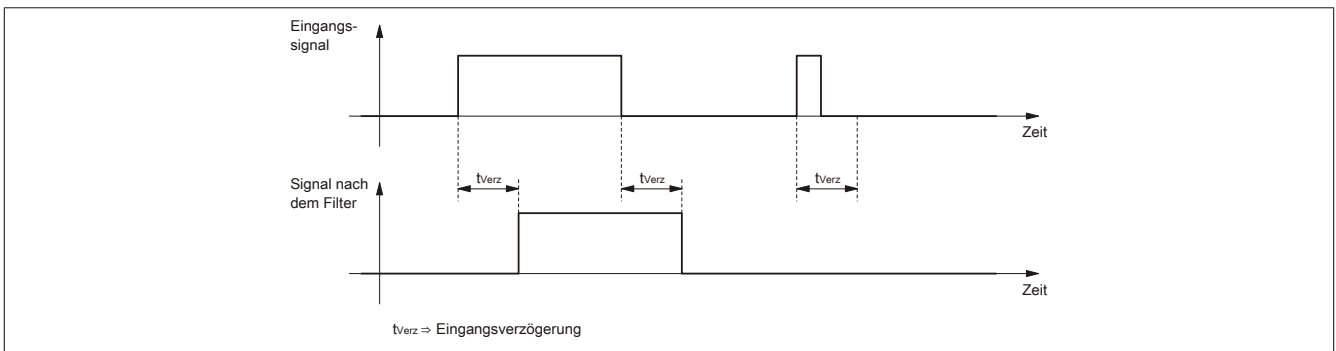 Eingangs-
signal
Zeit
Signal nach
dem Filter
tVerz
tVerz
tVerz
Zeit
tVerz ⇒ Eingangsverzögerung